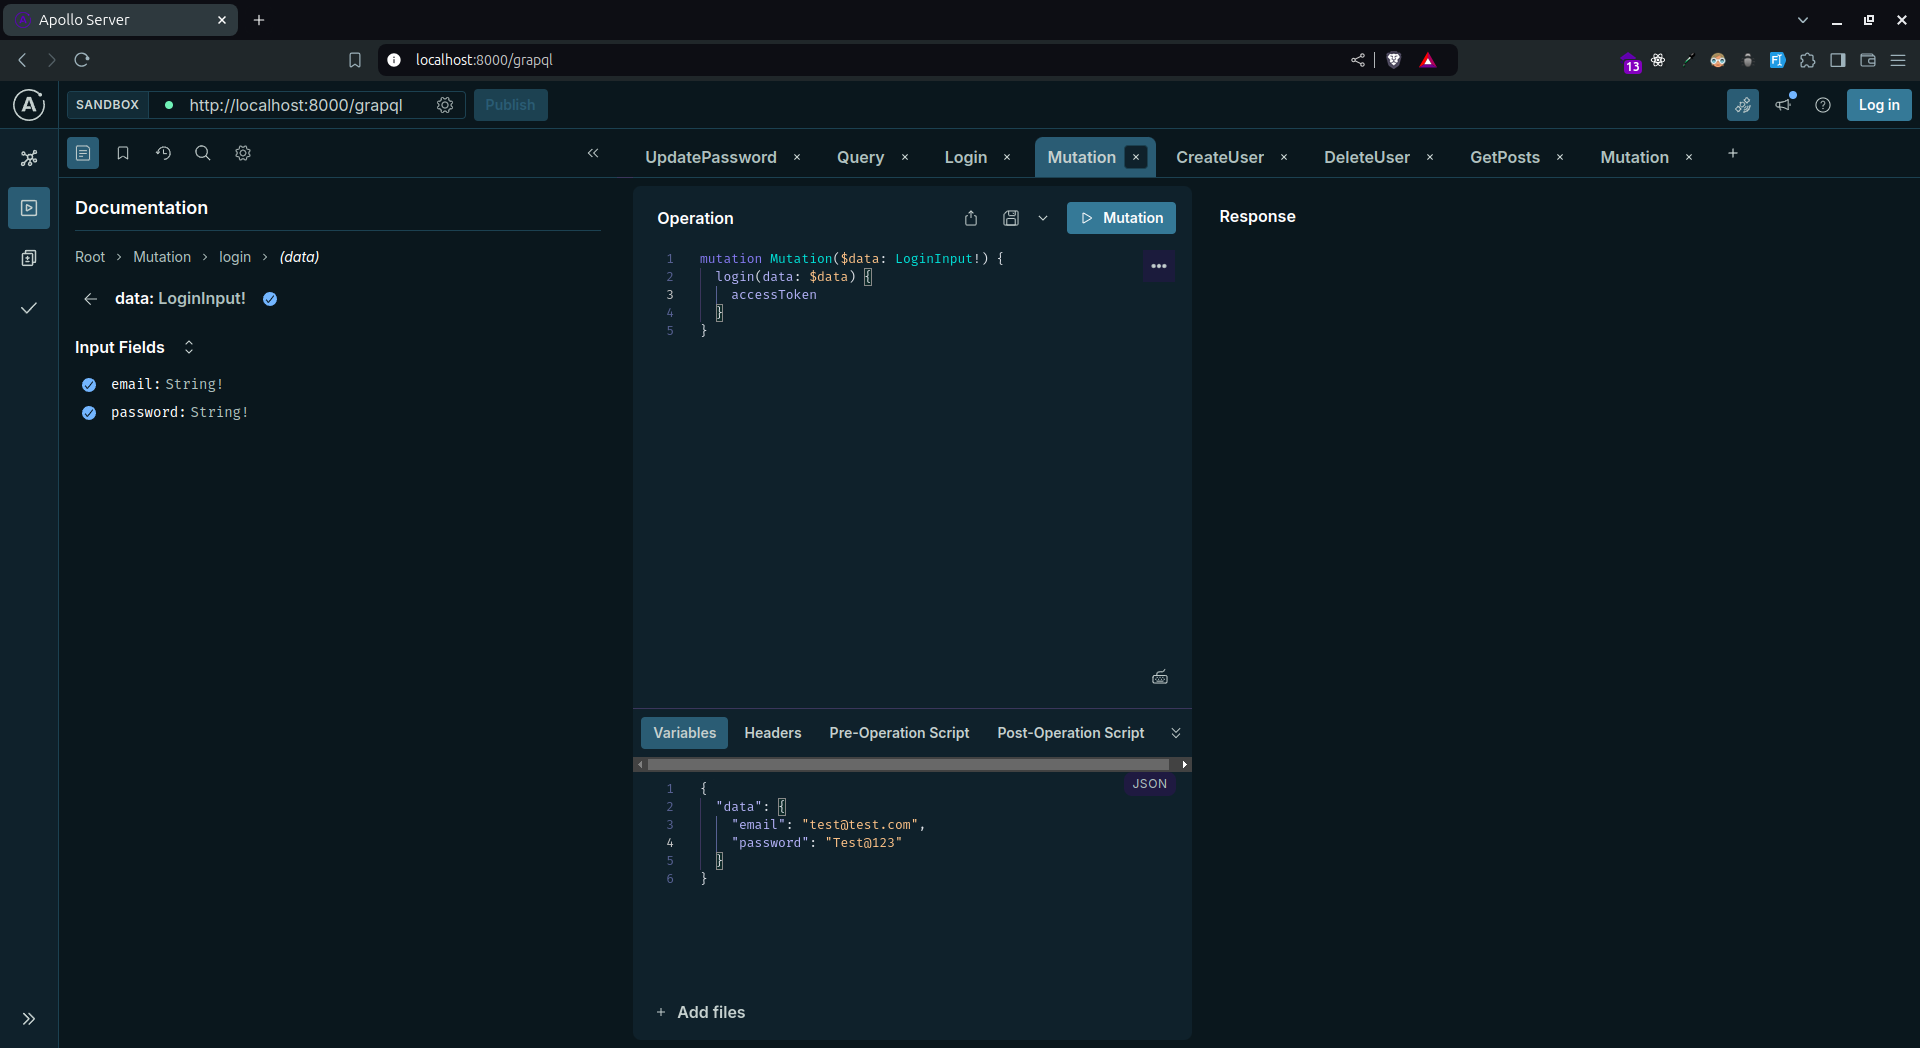 Apollo Server
localhost:8000/grapql
13
SANDBOX
http://localhost:8000/grapql
Publish
Log in
UpdatePassword
Query
Login
Mutation
CreateUser
DeleteUser
GetPosts
Mutation
Documentation
Root > Mutation > login > (data)
data: LoginInput!
Input Fields
email: String!
password: String!
Operation
Mutation
1 mutation Mutation($data: LoginInput!) {
2 login(data: $data) {
3 accessToken
4 }
5 }
Response
Variables
Headers
Pre-Operation Script
Post-Operation Script
JSON
1 {
2 "data": {
3 "email": "test@test.com",
4 "password": "Test@123"
5 }
6 }
+ Add files